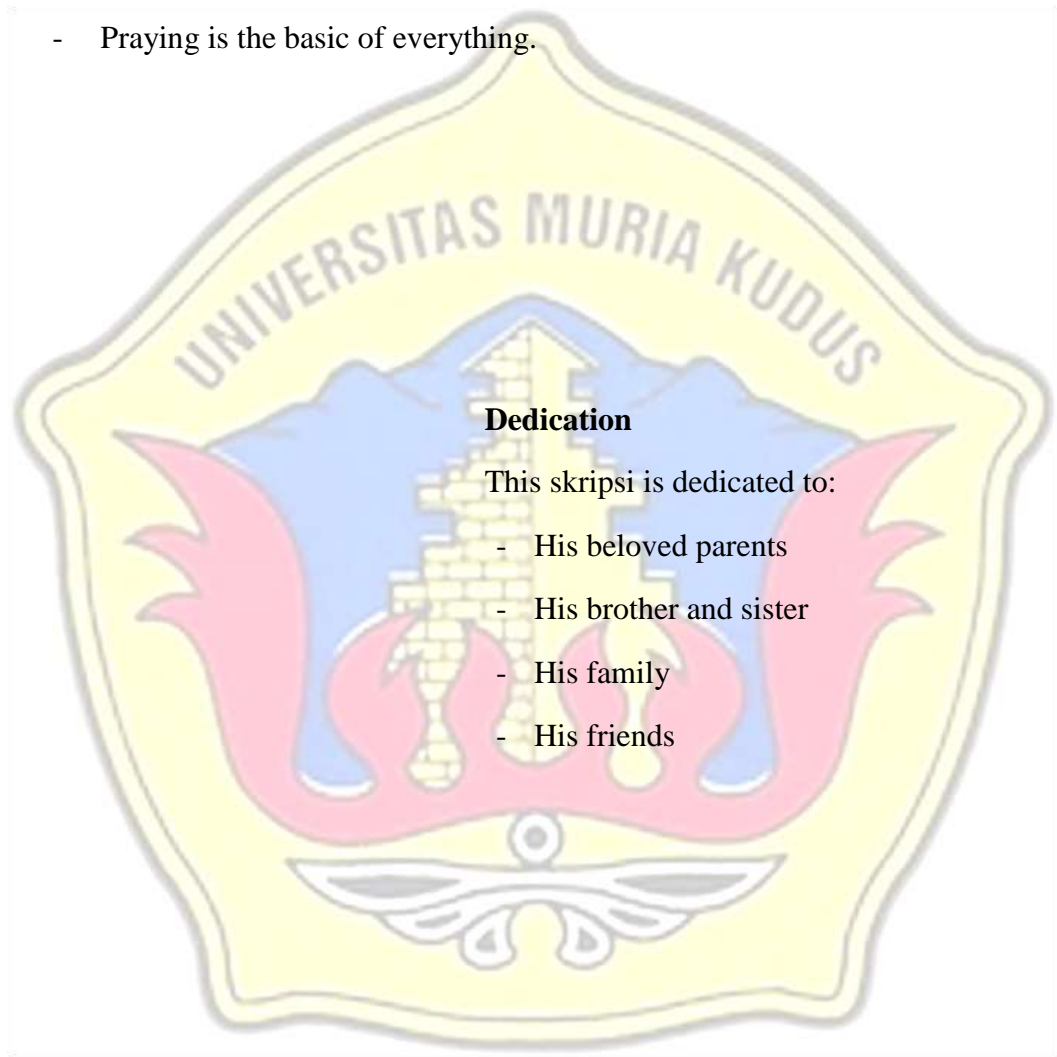 - Praying is the basic of everything.
UNIVERSITAS MURIA KUDUS
Dedication
This skripsi is dedicated to:
- His beloved parents
- His brother and sister
- His family
- His friends